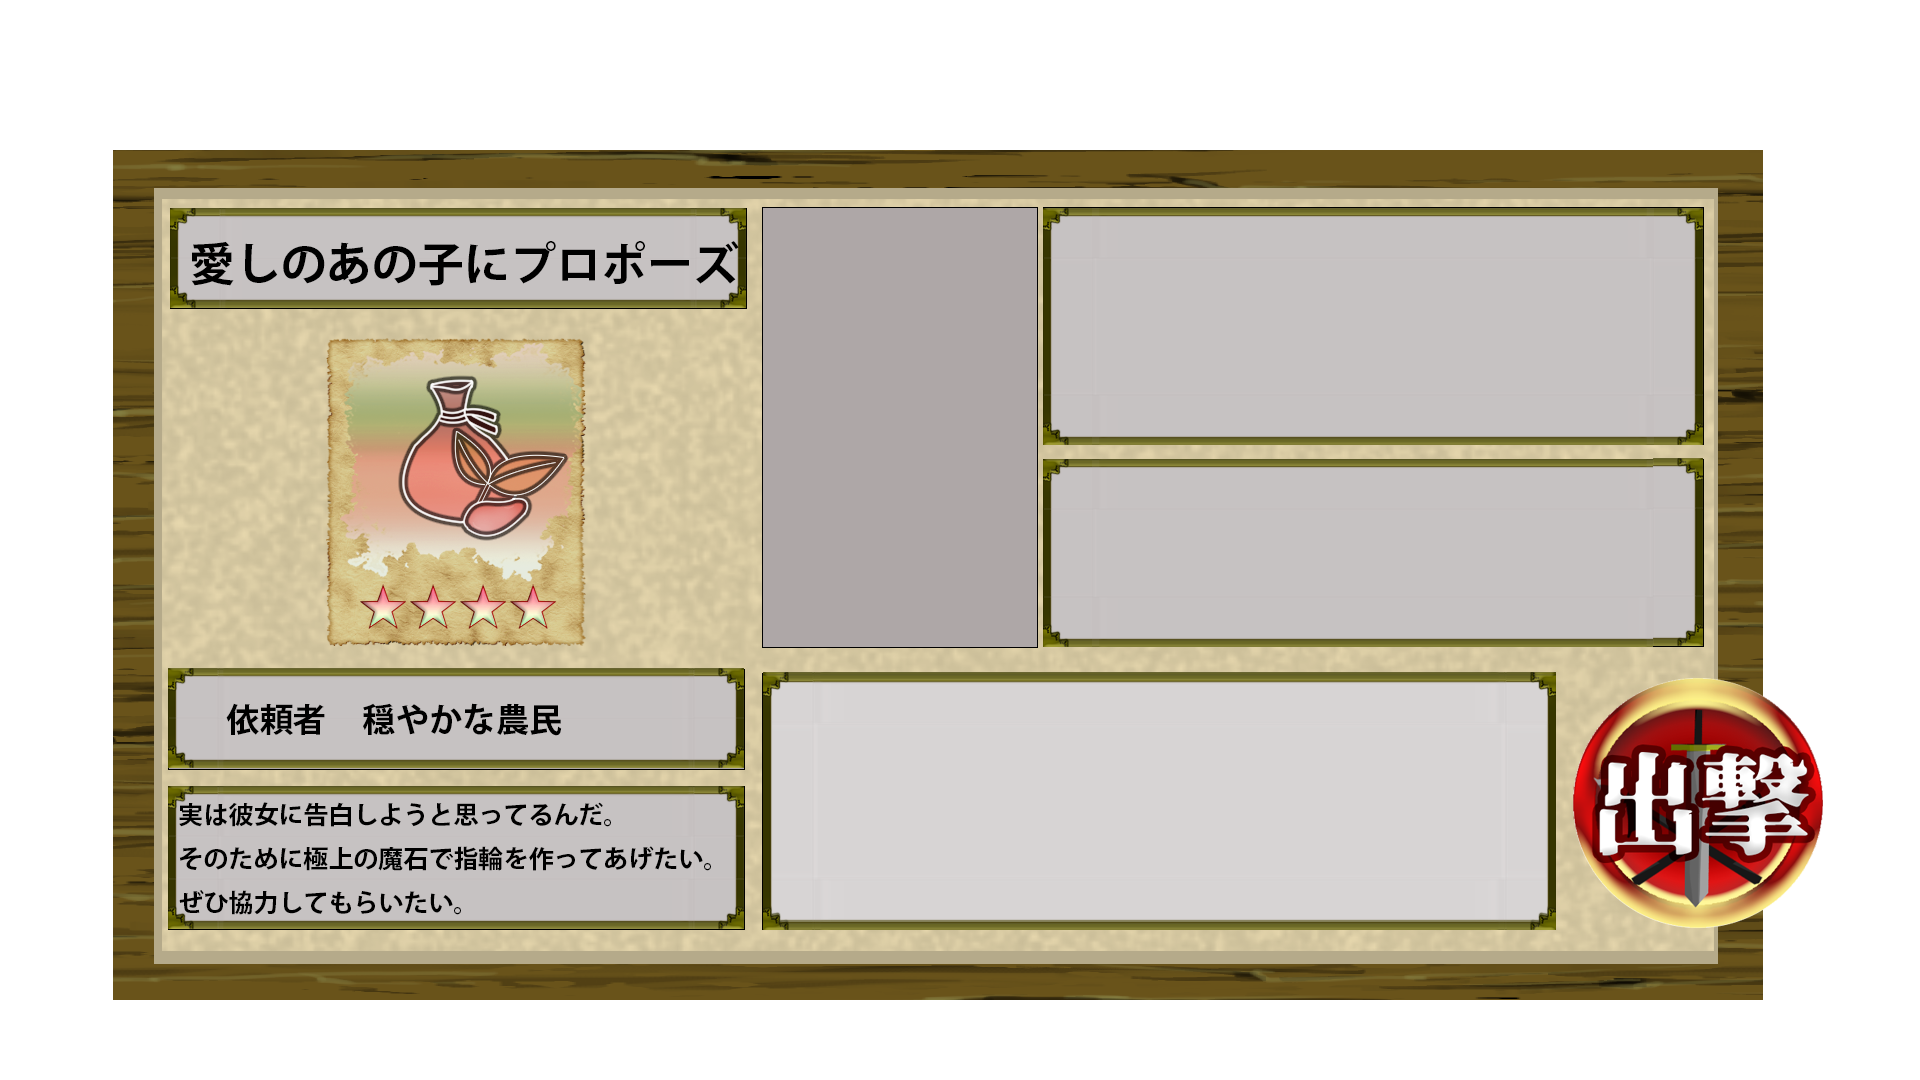 愛しのあの子にプロポーズ
依頼者　穏やかな農民
実は彼女に告白しようと思ってるんだ。
そのために極上の魔石で指輪を作ってあげたい。
ぜひ協力してもらいたい。
出撃